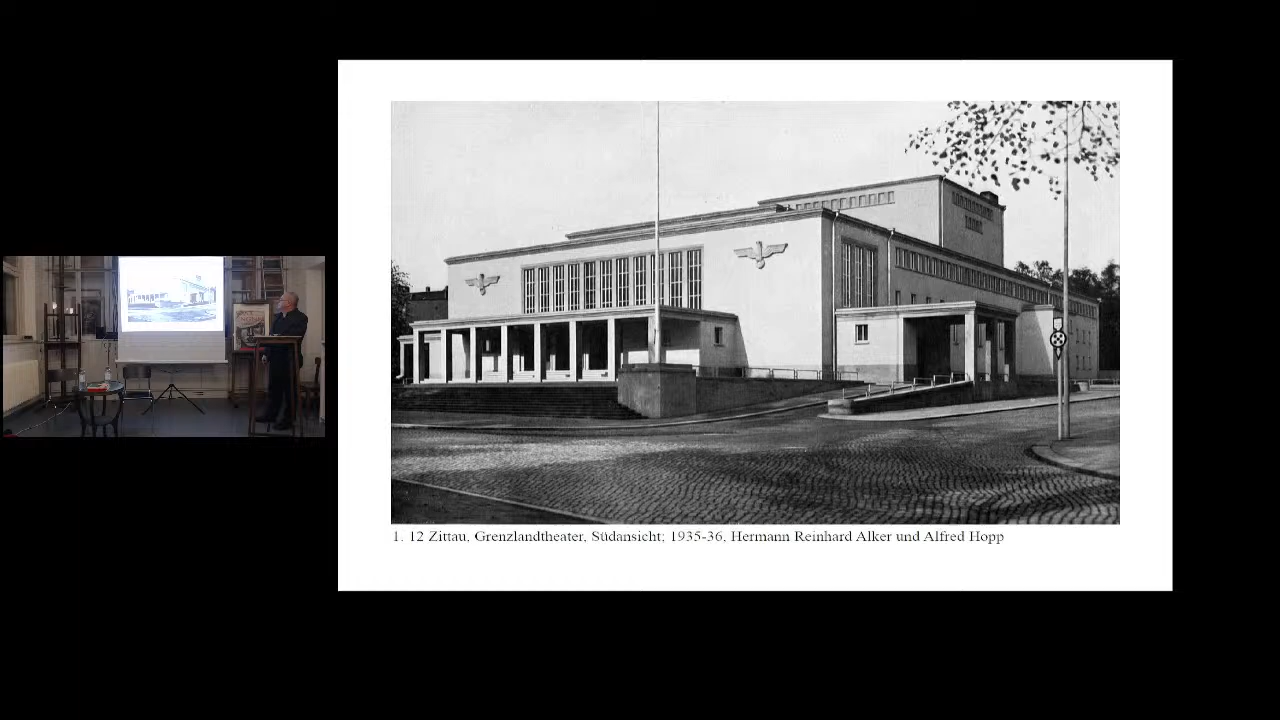 1. 12 Zittau, Grenzlandtheater, Südansicht; 1935-36, Hermann Reinhard Alker und Alfred Hopp